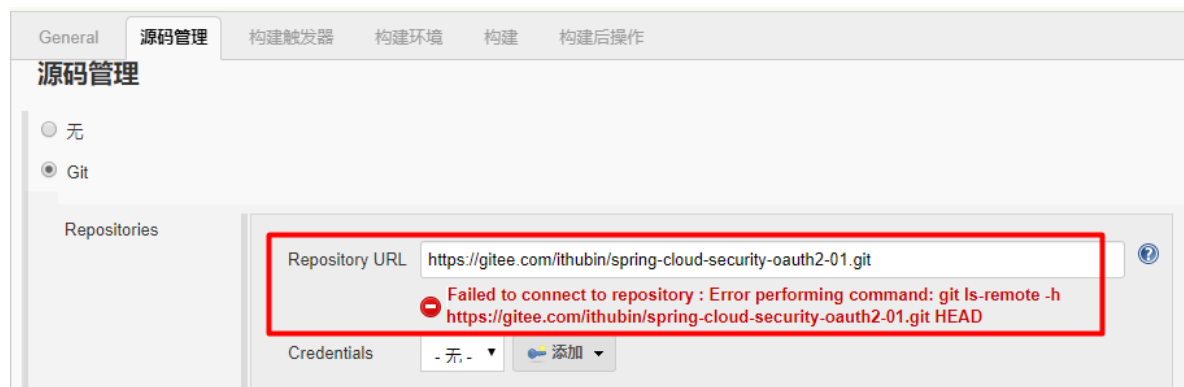 General 源码管理 构建触发器 构建环境 构建 构建后操作
源码管理
无
Git
Repositories
Repository URL https://gitee.com/ithubin/spring-cloud-security-oauth2-01.git
Failed to connect to repository : Error performing command: git ls-remote -h
https://gitee.com/ithubin/spring-cloud-security-oauth2-01.git HEAD
Credentials - 无 - 添加